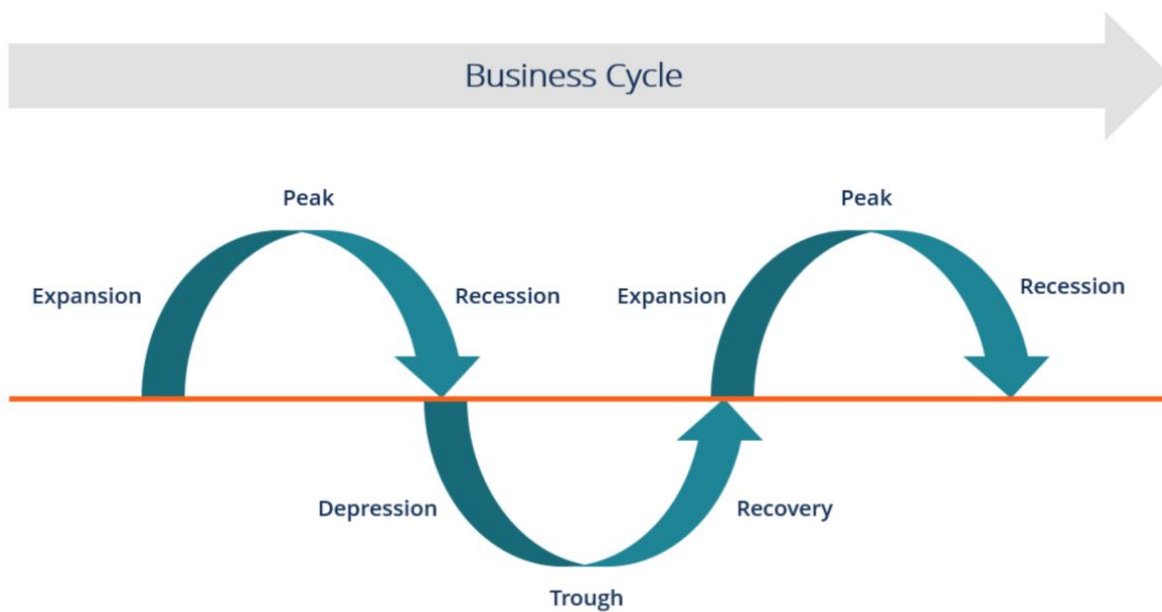 Business Cycle
Peak
Peak
Expansion
Recession
Expansion
Recession
Depression
Recovery
Trough